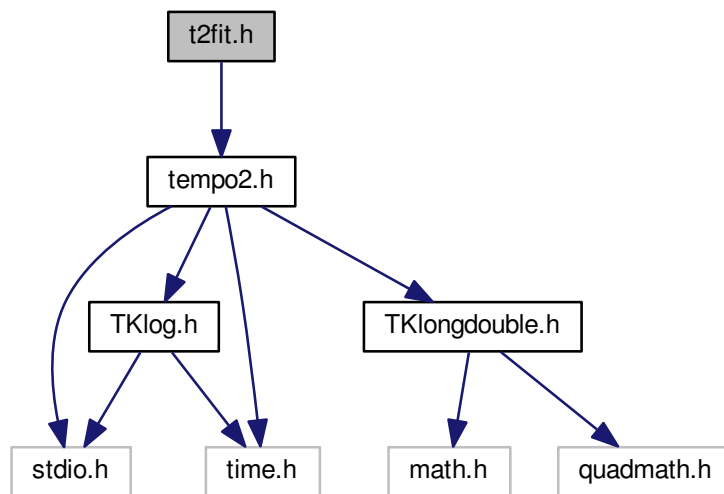 t2fit.h
tempo2.h
TKlog.h
TKlongdouble.h
stdio.h
time.h
math.h
quadmath.h